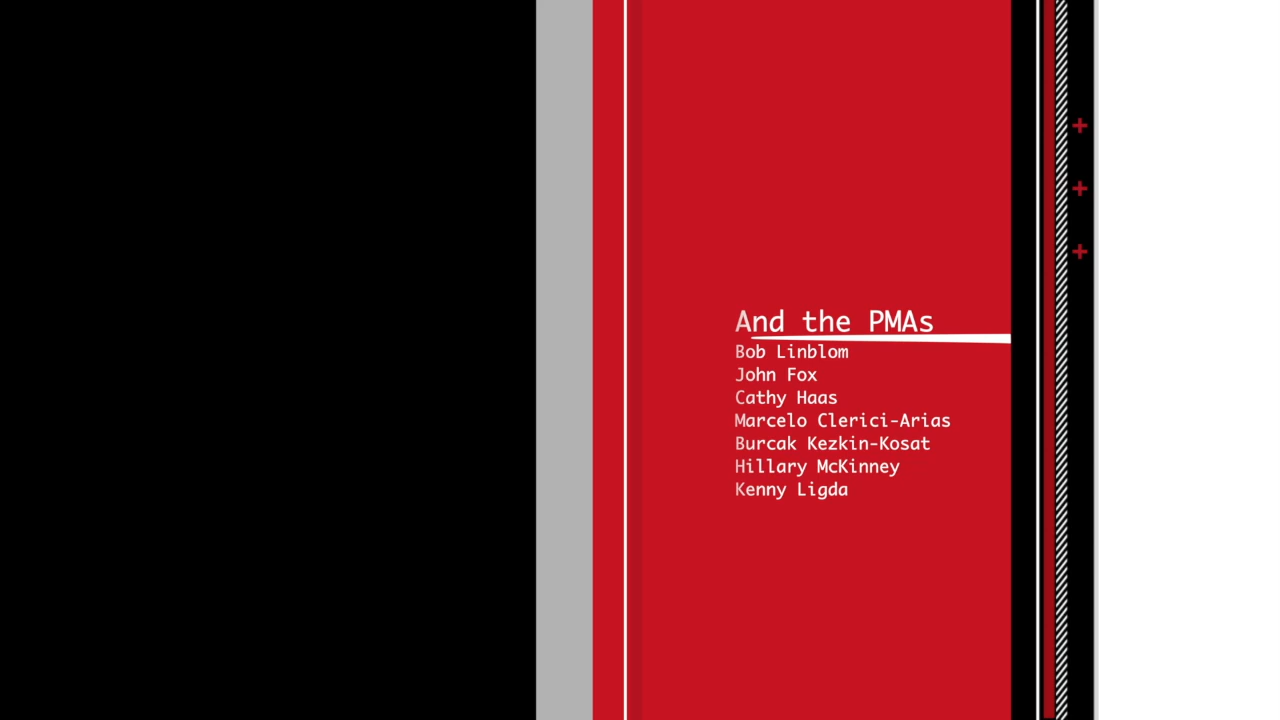 And the PMAs
Bob Linblom
John Fox
Cathy Haas
Marcelo Clerici-Arias
Burcak Kezkin-Kosat
Hillary McKinney
Kenny Ligda